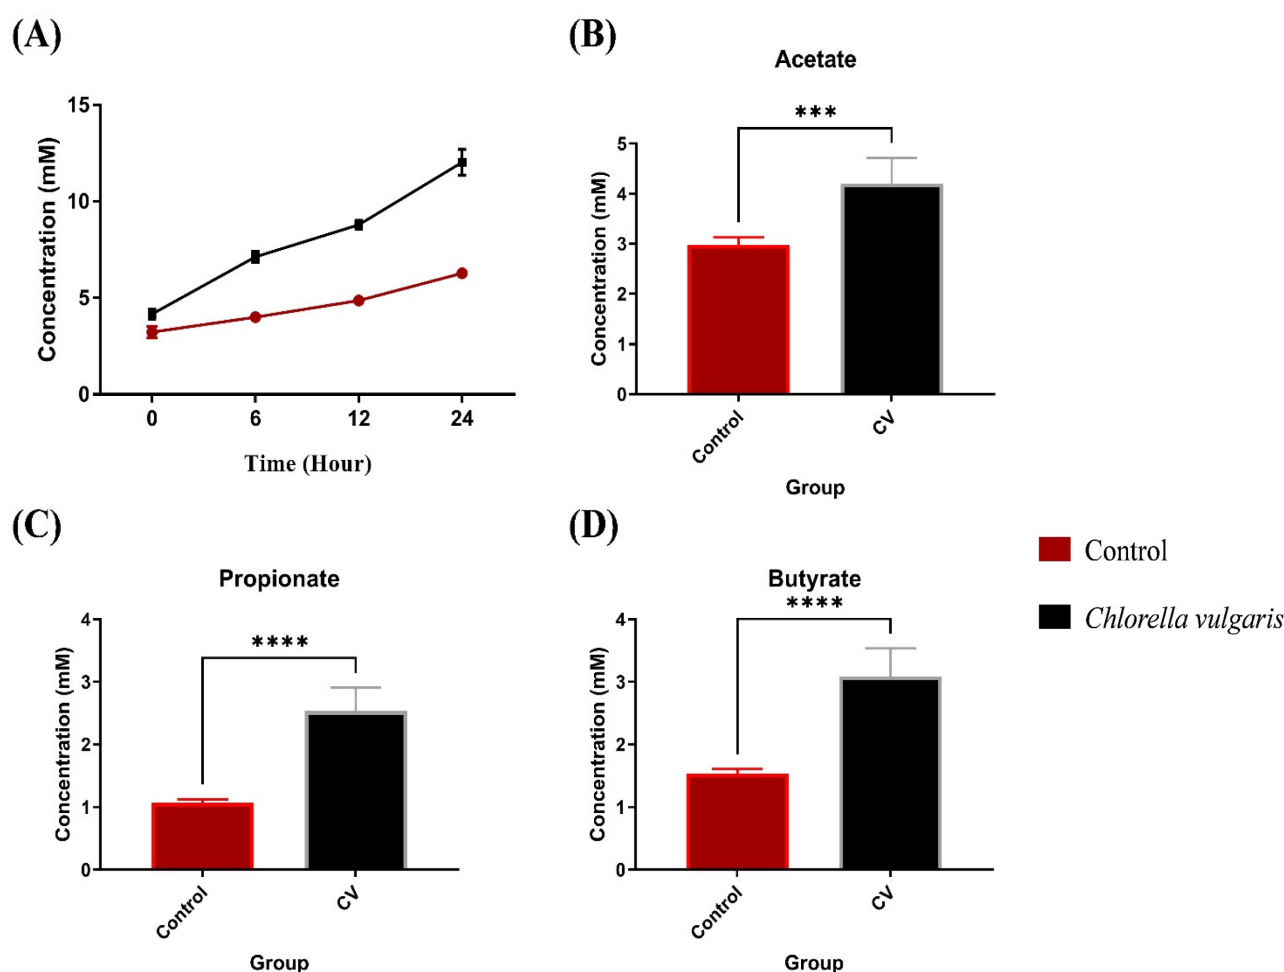 (A)
Concentration (mM)
15
10
5
0
0 6 12 24
Time (Hour)
(B)
Acetate
***
Concentration (mM)
5
4
3
2
1
0
Control CV
Group
(C)
Propionate
****
Concentration (mM)
4
3
2
1
0
Control CV
Group
(D)
Butyrate
****
Concentration (mM)
4
3
2
1
0
Control CV
Group
Control
Chlorella vulgaris